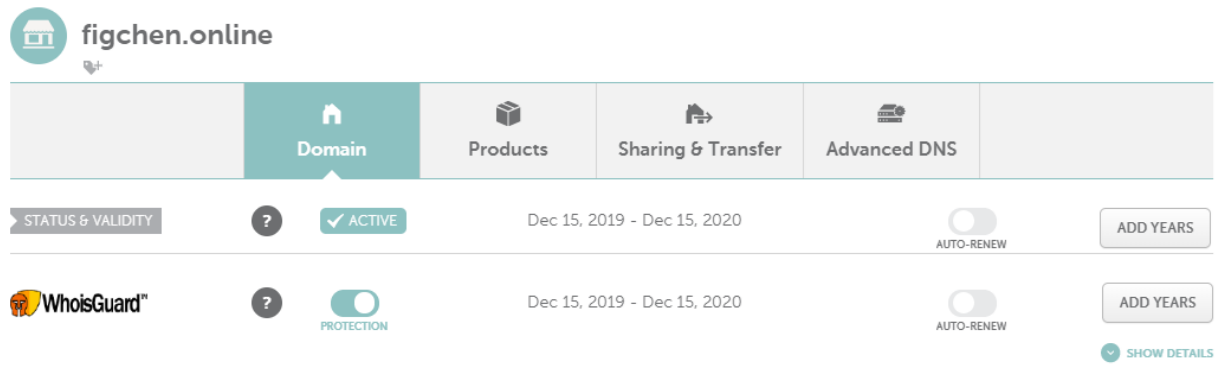 figchen.online
Domain
Products
Sharing & Transfer
Advanced DNS
STATUS & VALIDITY
?
ACTIVE
Dec 15, 2019 - Dec 15, 2020
AUTO-RENEW
ADD YEARS
WhoisGuard™
?
PROTECTION
Dec 15, 2019 - Dec 15, 2020
AUTO-RENEW
ADD YEARS
SHOW DETAILS